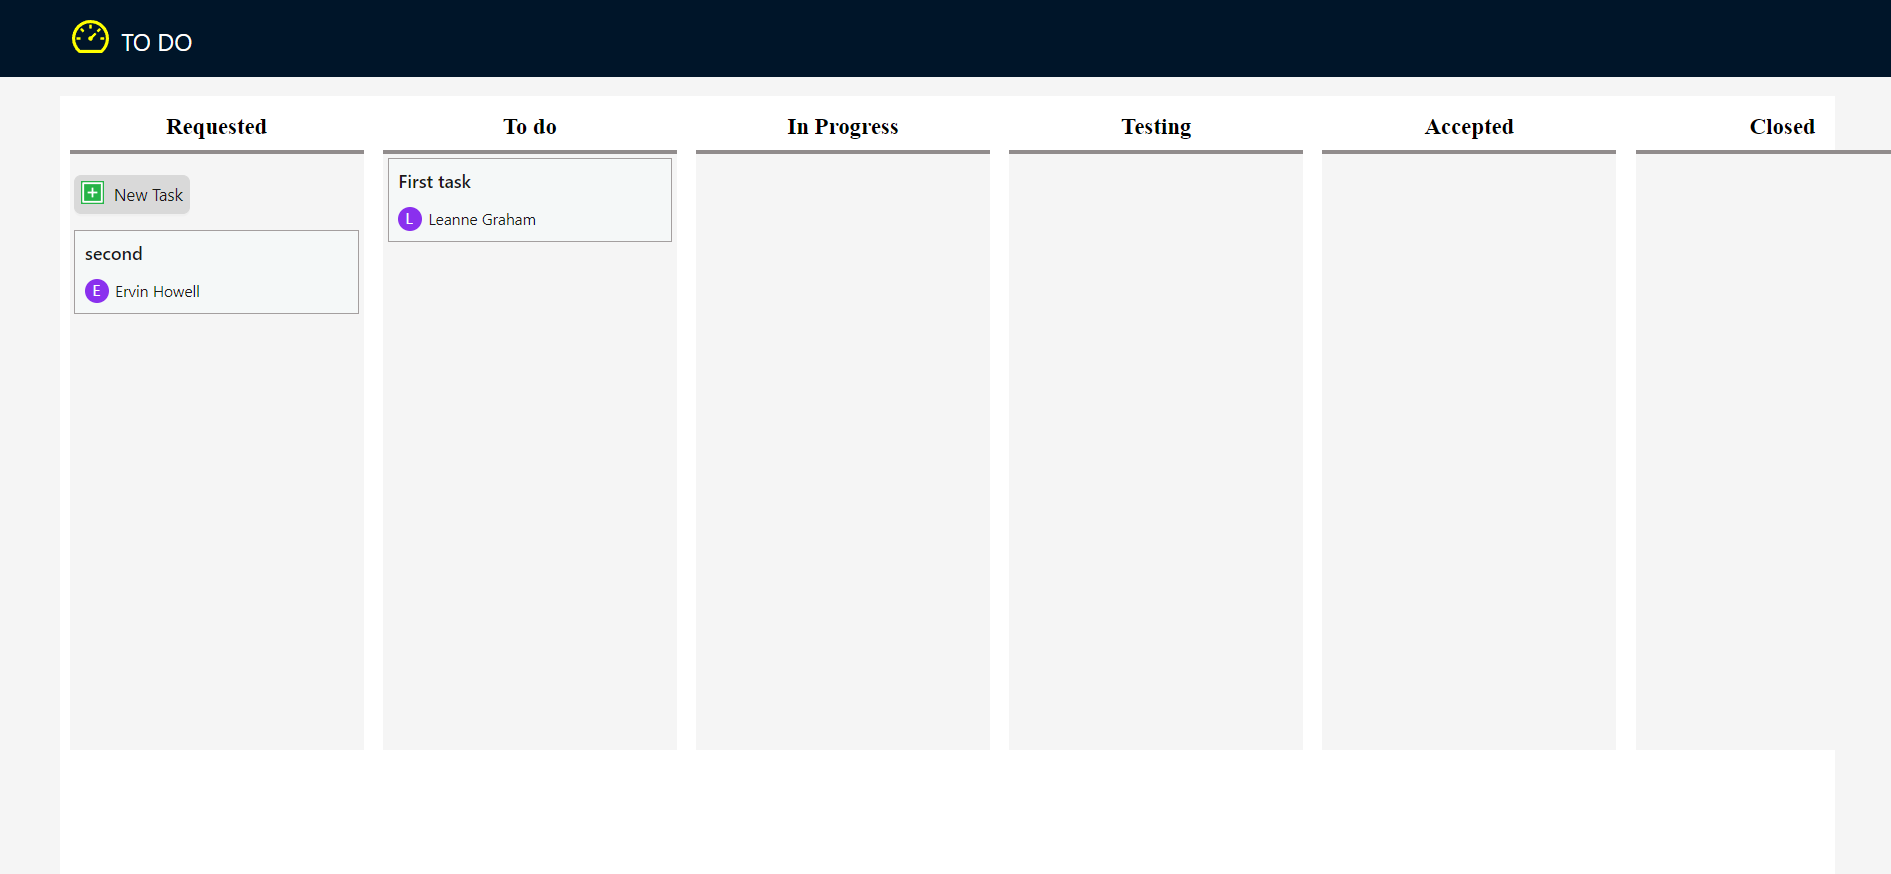 TO DO
Requested
To do
In Progress
Testing
Accepted
Closed
New Task
second
E Ervin Howell
First task
L Leanne Graham